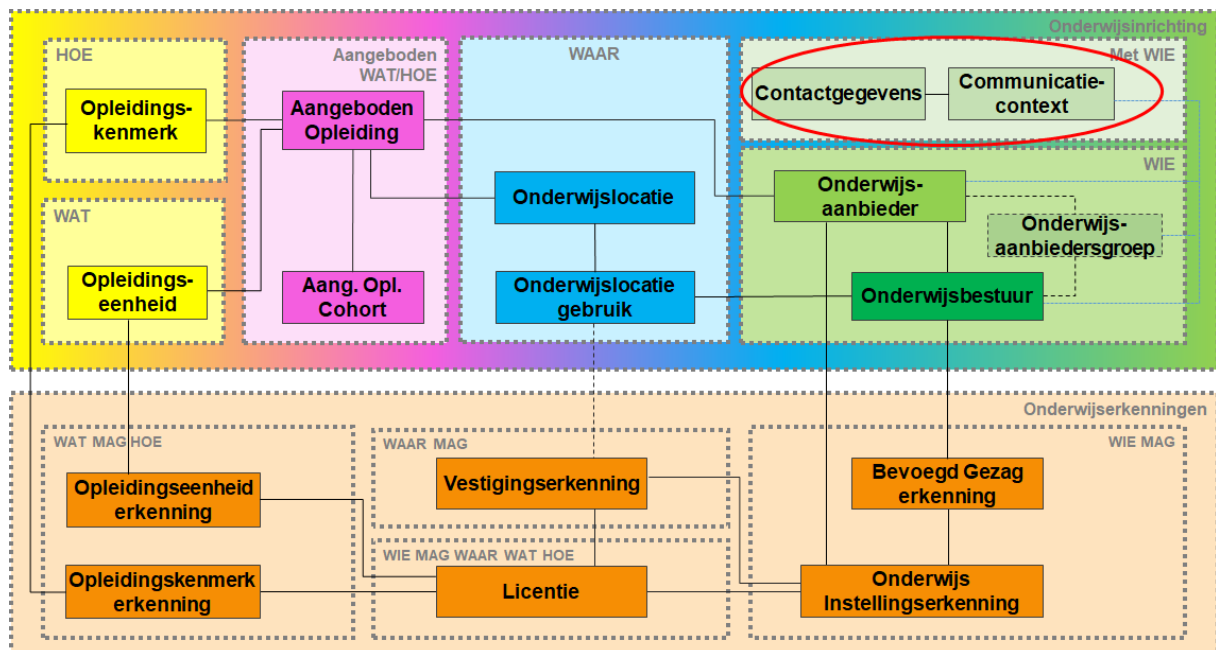 Onderwijsinrichting
HOE
Opleidings-
kenmerk
WAT
Opleidings-
eenheid
Aangeboden
WAT/HOE
Aangeboden
Opleiding
Aang. Opl.
Cohort
WAAR
Onderwijslocatie
Onderwijslocatie
gebruik
Met WIE
Contactgegevens
Communicatie-
context
WIE
Onderwijs-
aanbieder
Onderwijs-
aanbiedersgroep
Onderwijsbestuur
Onderwijserkenningen
WAT MAG HOE
Opleidingseenheid
erkenning
Opleidingskenmerk
erkenning
WAAR MAG
Vestigingserkenning
WIE MAG WAAR WAT HOE
Licentie
WIE MAG
Bevoegd Gezag
erkenning
Onderwijs
Instellingserkenning